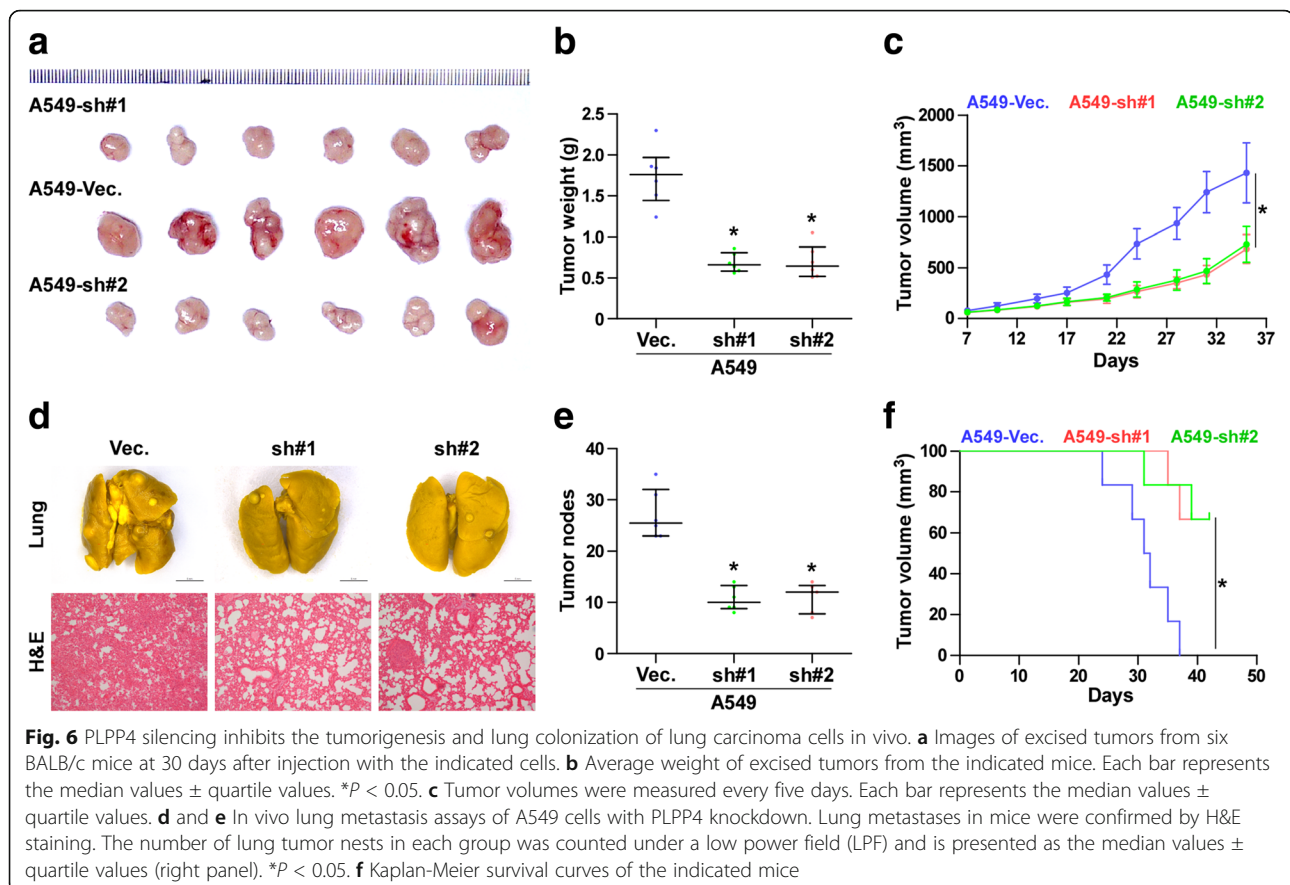 a
A549-sh#1
A549-Vec.
A549-sh#2
b
Tumor weight (g)
2.5
2.0
1.5
1.0
0.5
0
Vec. sh#1 sh#2
A549
* *
c
A549-Vec. A549-sh#1 A549-sh#2
Tumor volume (mm³)
2000
1500
1000
500
0
7 12 17 22 27 32 37
Days
*
d
Vec. sh#1 sh#2
Lung
H&E
e
Tumor nodes
40
30
20
10
0
Vec. sh#1 sh#2
A549
* *
f
A549-Vec. A549-sh#1 A549-sh#2
Tumor volume (mm³)
100
80
60
40
20
0
0 10 20 30 40 50
Days
*
Fig. 6 PLPP4 silencing inhibits the tumorigenesis and lung colonization of lung carcinoma cells in vivo. a Images of excised tumors from six
BALB/c mice at 30 days after injection with the indicated cells. b Average weight of excised tumors from the indicated mice. Each bar represents
the median values ± quartile values. *P < 0.05. c Tumor volumes were measured every five days. Each bar represents the median values ±
quartile values. d and e In vivo lung metastasis assays of A549 cells with PLPP4 knockdown. Lung metastases in mice were confirmed by H&E
staining. The number of lung tumor nests in each group was counted under a low power field (LPF) and is presented as the median values ±
quartile values (right panel). *P < 0.05. f Kaplan-Meier survival curves of the indicated mice